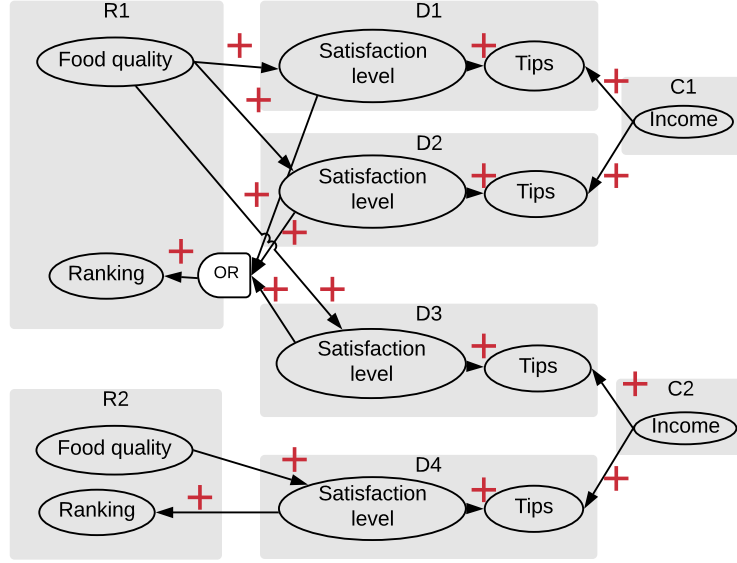 R1
D1
Food quality
Satisfaction
level
Tips
C1
Income
D2
Satisfaction
level
Tips
Ranking
OR
D3
Satisfaction
level
Tips
C2
Income
R2
Food quality
Ranking
D4
Satisfaction
level
Tips